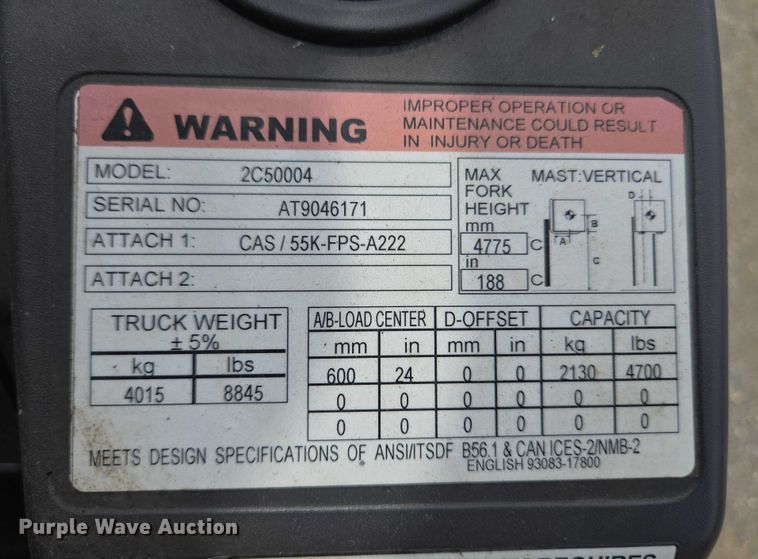 WARNING
IMPROPER OPERATION OR
MAINTENANCE COULD RESULT
IN INJURY OR DEATH
MODEL: 2C50004
SERIAL NO: AT9046171
ATTACH 1: CAS / 55K-FPS-A222
ATTACH 2:
MAX
FORK
HEIGHT
mm
4775 C
in
188 C
MAST:VERTICAL
D
B
A
C
TRUCK WEIGHT
± 5%
kg lbs
4015 8845
A/B-LOAD CENTER D-OFFSET CAPACITY
mm in mm in kg lbs
600 24 0 0 2130 4700
0 0 0 0 0 0
0 0 0 0 0 0
MEETS DESIGN SPECIFICATIONS OF ANSI/ITSDF B56.1 & CAN ICES-2/NMB-2
ENGLISH 93083-17800
Purple Wave Auction
REQUIRES